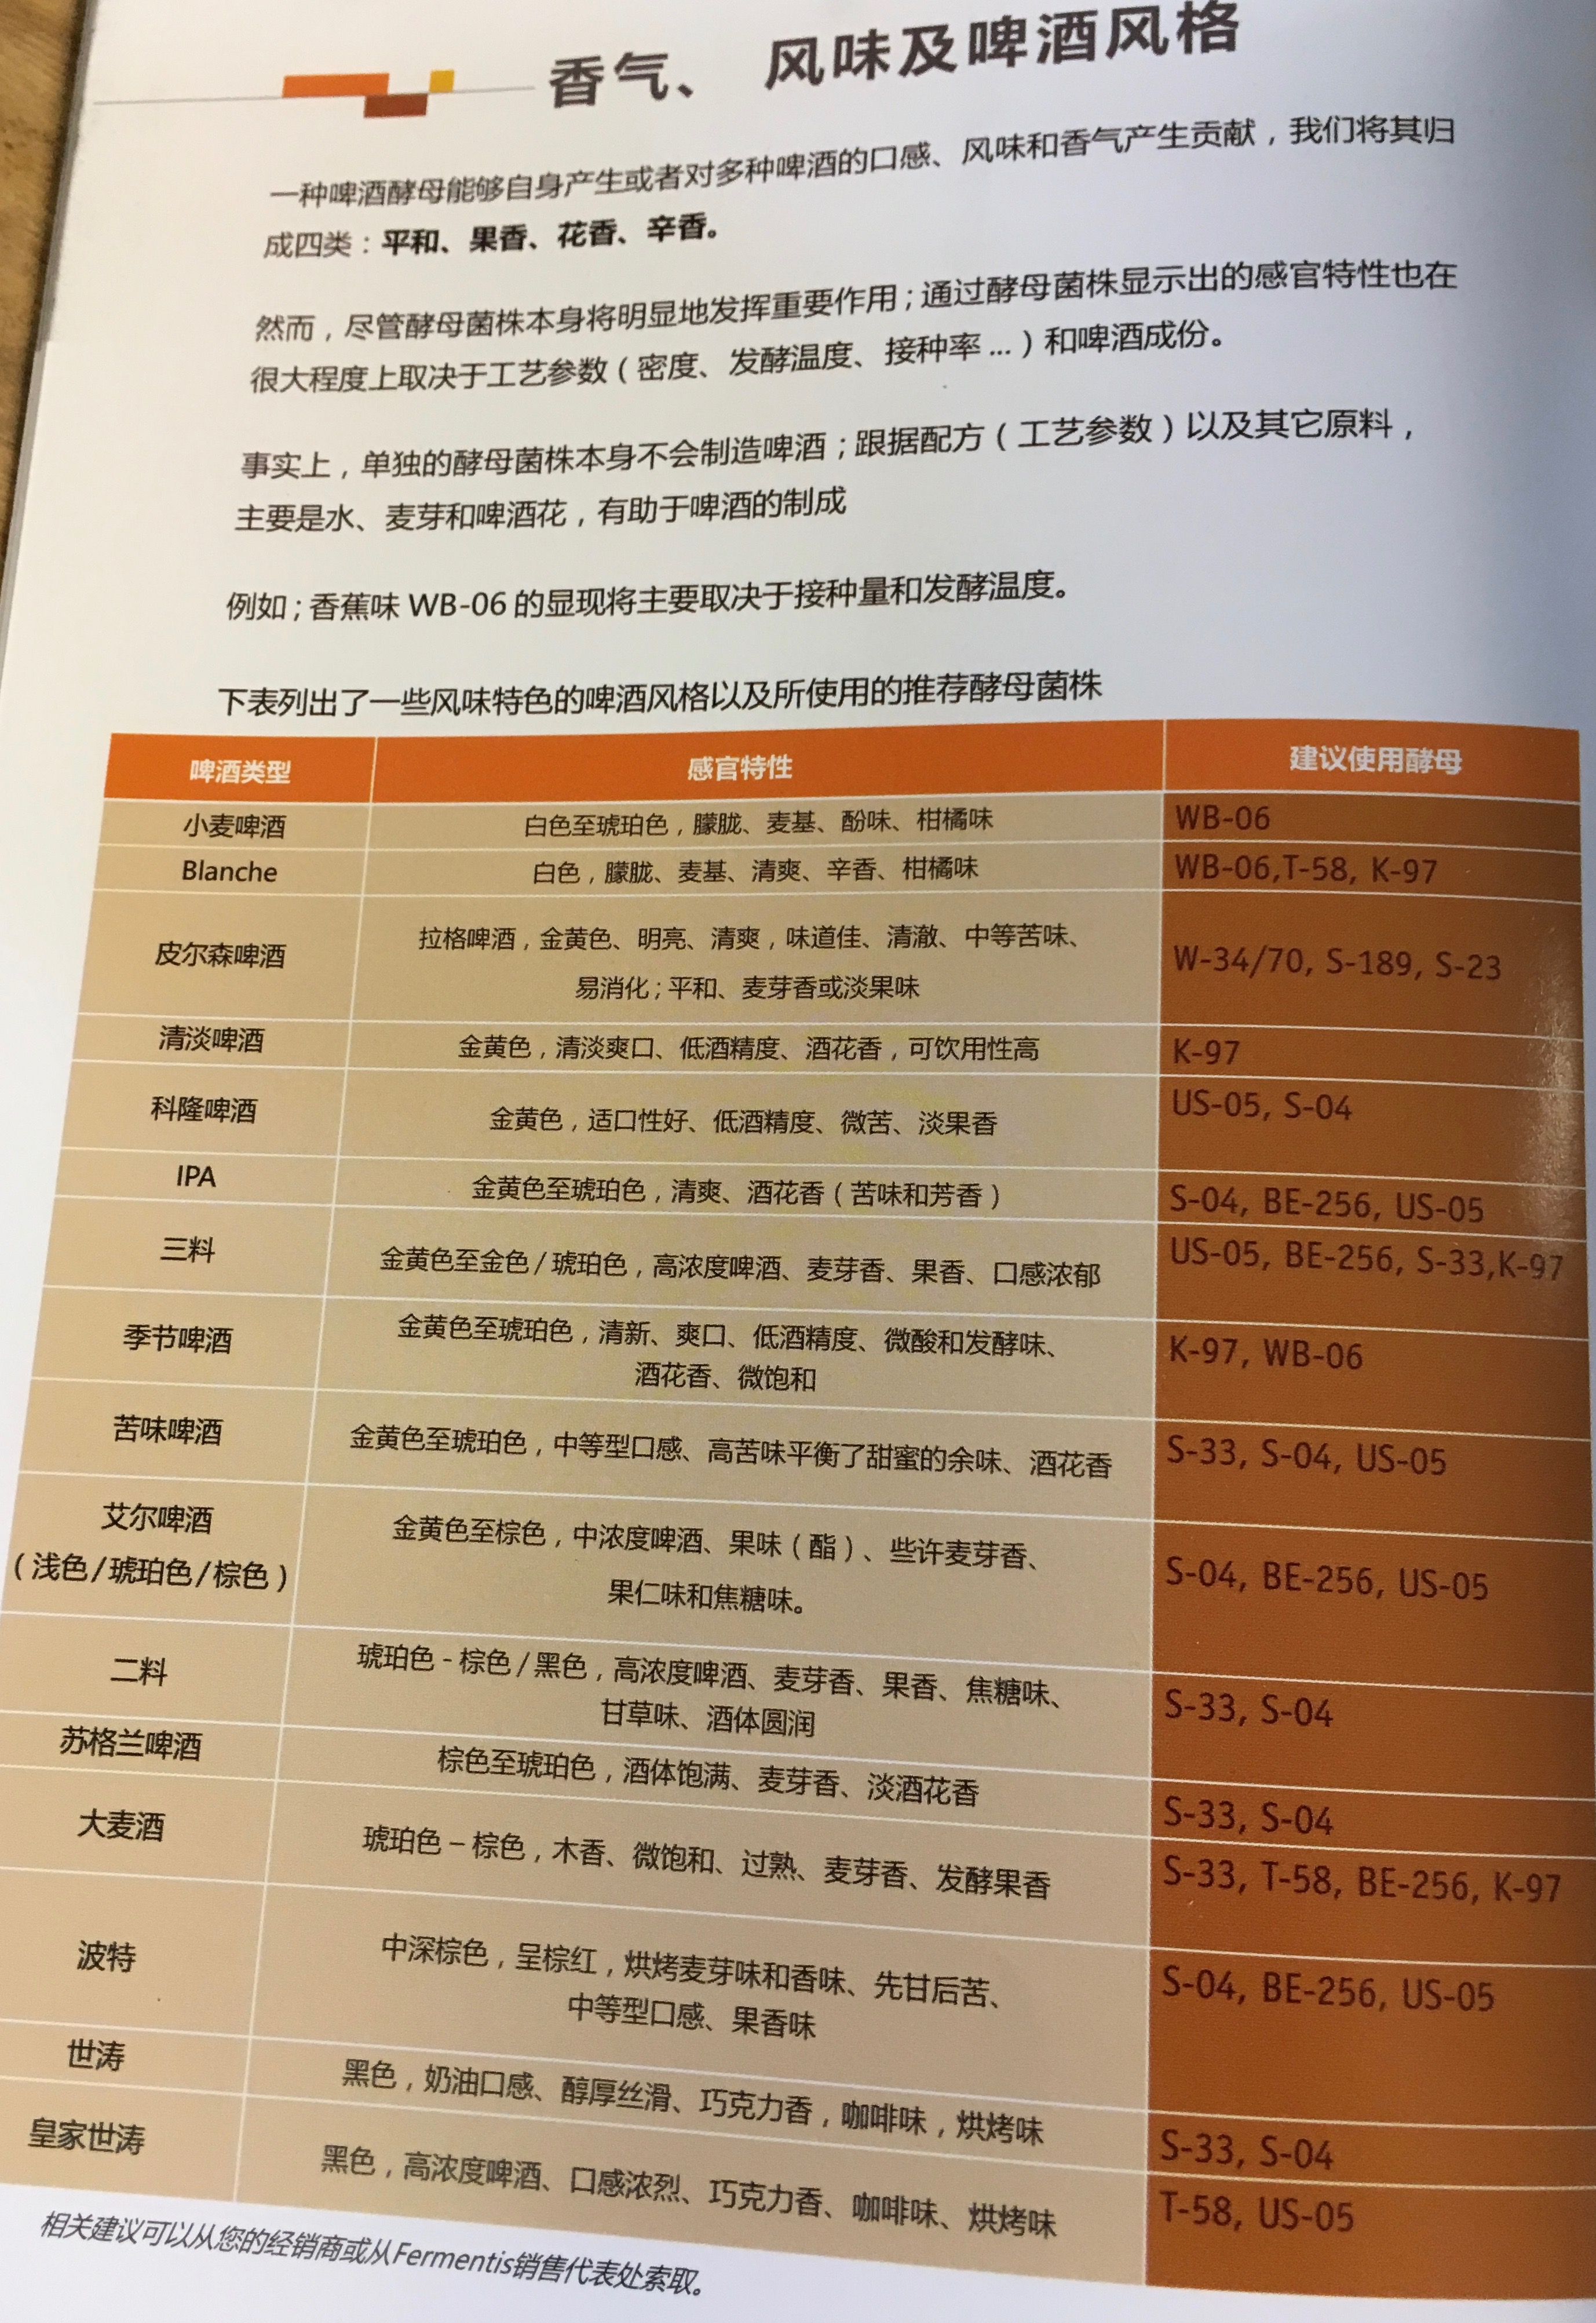 香气、 风味及啤酒风格
一种啤酒酵母能够自身产生或者对多种啤酒的口感、风味和香气产生贡献，我们将其归
成四类：平和、果香、花香、辛香。
然而，尽管酵母菌株本身将明显地发挥重要作用；通过酵母菌株显示出的感官特性也在
很大程度上取决于工艺参数（密度、发酵温度、接种率 ...）和啤酒成份。
事实上，单独的酵母菌株本身不会制造啤酒；跟据配方（工艺参数）以及其它原料，
主要是水、麦芽和啤酒花，有助于啤酒的制成
例如；香蕉味 WB-06 的显现将主要取决于接种量和发酵温度。
下表列出了一些风味特色的啤酒风格以及所使用的推荐酵母菌株
啤酒类型 感官特性 建议使用酵母
小麦啤酒 白色至琥珀色，朦胧、麦基、酚味、柑橘味 WB-06
Blanche 白色，朦胧、麦基、清爽、辛香、柑橘味 WB-06,T-58, K-97
皮尔森啤酒 拉格啤酒，金黄色、明亮、清爽，味道佳、清澈、中等苦味、 W-34/70, S-189, S-23
易消化；平和、麦芽香或淡果味
清淡啤酒 金黄色，清淡爽口、低酒精度、酒花香，可饮用性高 K-97
科隆啤酒 金黄色，适口性好、低酒精度、微苦、淡果香 US-05, S-04
IPA 金黄色至琥珀色，清爽、酒花香（苦味和芳香） S-04, BE-256, US-05
三料 金黄色至金色 / 琥珀色，高浓度啤酒、麦芽香、果香、口感浓郁 US-05, BE-256, S-33,K-97
季节啤酒 金黄色至琥珀色，清新、爽口、低酒精度、微酸和发酵味、 K-97, WB-06
酒花香、微饱和
苦味啤酒 金黄色至琥珀色，中等型口感、高苦味平衡了甜蜜的余味、酒花香 S-33, S-04, US-05
艾尔啤酒 金黄色至棕色，中浓度啤酒、果味（酯）、些许麦芽香、 S-04, BE-256, US-05
（浅色/琥珀色/棕色） 果仁味和焦糖味。
二料 琥珀色 - 棕色 / 黑色，高浓度啤酒、麦芽香、果香、焦糖味、 S-33, S-04
甘草味、酒体圆润
苏格兰啤酒 棕色至琥珀色，酒体饱满、麦芽香、淡酒花香 S-33, S-04
大麦酒 琥珀色 – 棕色，木香、微饱和、过熟、麦芽香、发酵果香 S-33, T-58, BE-256, K-97
波特 中深棕色，呈棕红，烘烤麦芽味和香味、先甘后苦、 S-04, BE-256, US-05
中等型口感、果香味
世涛 黑色，奶油口感、醇厚丝滑、巧克力香，咖啡味，烘烤味 S-33, S-04
皇家世涛 黑色，高浓度啤酒、口感浓烈、巧克力香、咖啡味、烘烤味 T-58, US-05
相关建议可以从您的经销商或从Fermentis销售代表处索取。